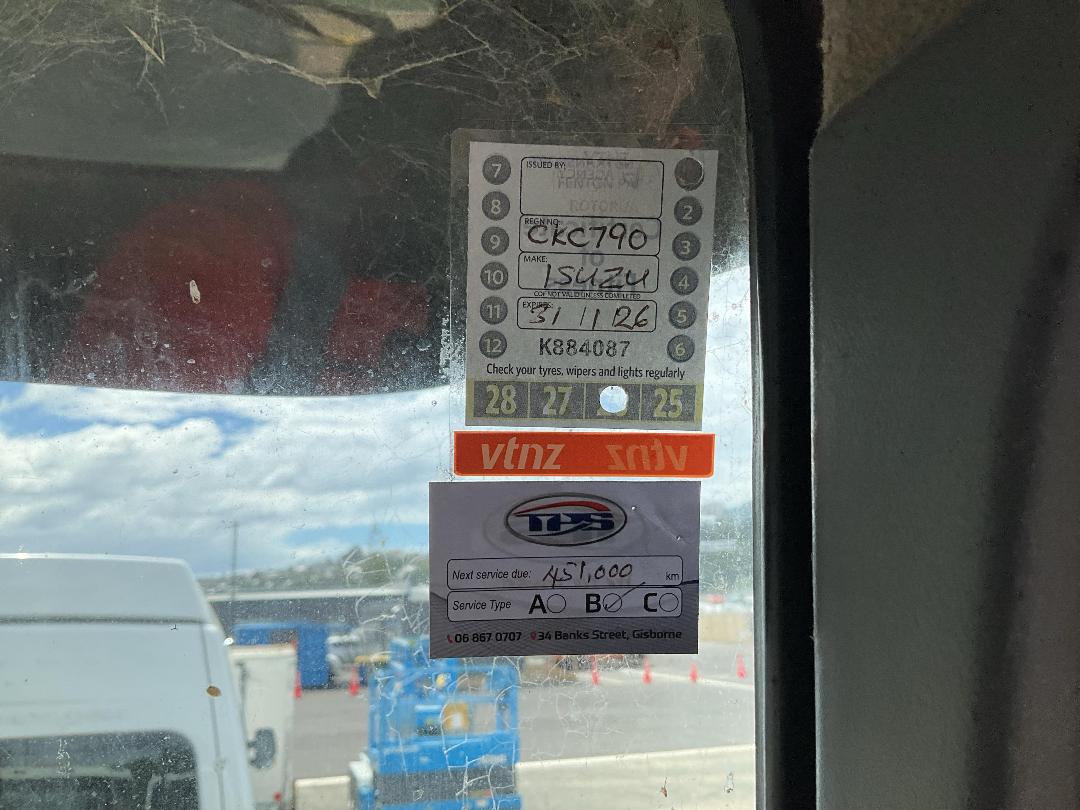 7
ISSUED BY:
8
2
REGN NO:
CKC790
9
3
MAKE:
ISUZU
10
4
COF NOT VALID UNLESS COMPLETED
EXPIRES:
31/1/26
11
5
12
K884087
6
Check your tyres, wipers and lights regularly
28 27 25
vtnz vtnz
TPS
Next service due: 451,000 km
Service Type A B C
06 867 0707 34 Banks Street, Gisborne